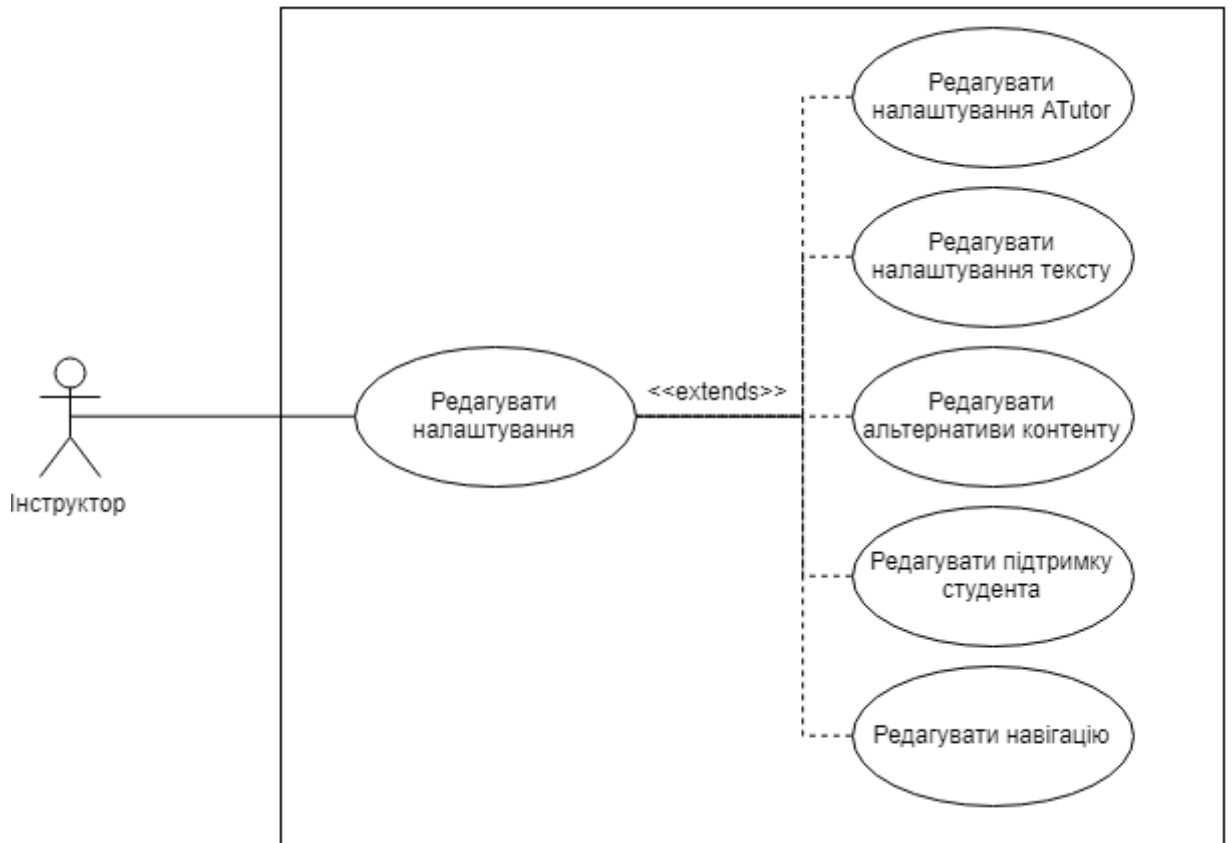 Редагувати
налаштування ATutor
Редагувати
налаштування тексту
<<extends>>
Редагувати
налаштування
Редагувати
альтернативи контенту
Інструктор
Редагувати підтримку
студента
Редагувати навігацію